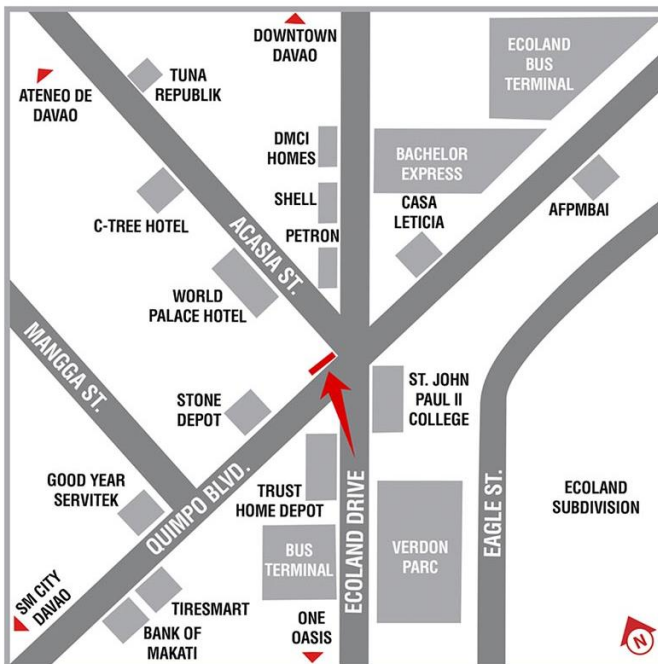 DOWNTOWN
DAVAO
ECOLAND
BUS
TERMINAL
TUNA
REPUBLIK
ATENEO DE
DAVAO
DMCI
HOMES
BACHELOR
EXPRESS
SHELL
CASA
LETICIA
AFPMBAI
C-TREE HOTEL
ACASIA ST.
PETRON
WORLD
PALACE HOTEL
MANGGA ST.
STONE
DEPOT
ST. JOHN
PAUL II
COLLEGE
GOOD YEAR
SERVITEK
QUIMPO BLVD.
TRUST
HOME DEPOT
ECOLAND DRIVE
EAGLE ST.
ECOLAND
SUBDIVISION
BUS
TERMINAL
VERDON
PARC
SM CITY
DAVAO
TIRESMART
BANK OF
MAKATI
ONE
OASIS
N